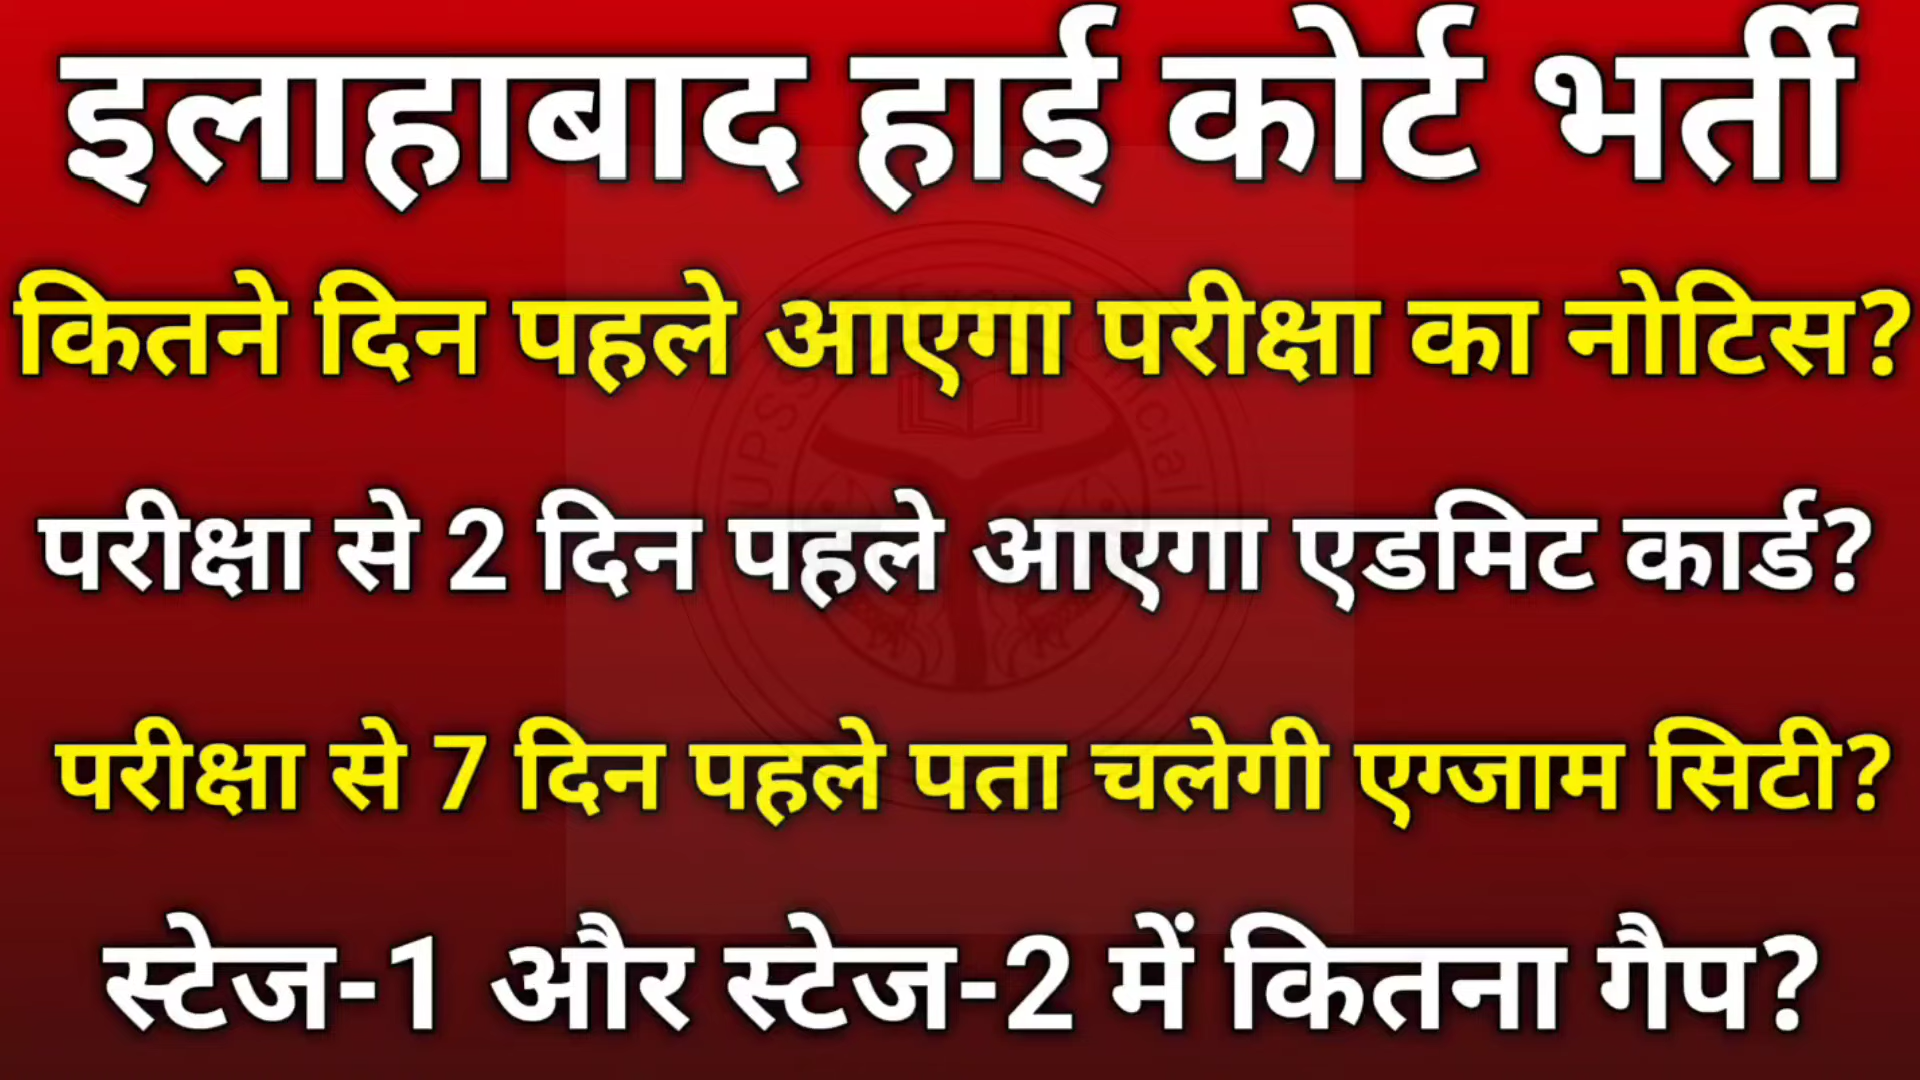 इलाहाबाद हाई कोर्ट भर्ती
कितने दिन पहले आएगा परीक्षा का नोटिस?
परीक्षा से 2 दिन पहले आएगा एडमिट कार्ड?
परीक्षा से 7 दिन पहले पता चलेगी एग्जाम सिटी?
स्टेज-1 और स्टेज-2 में कितना गैप?